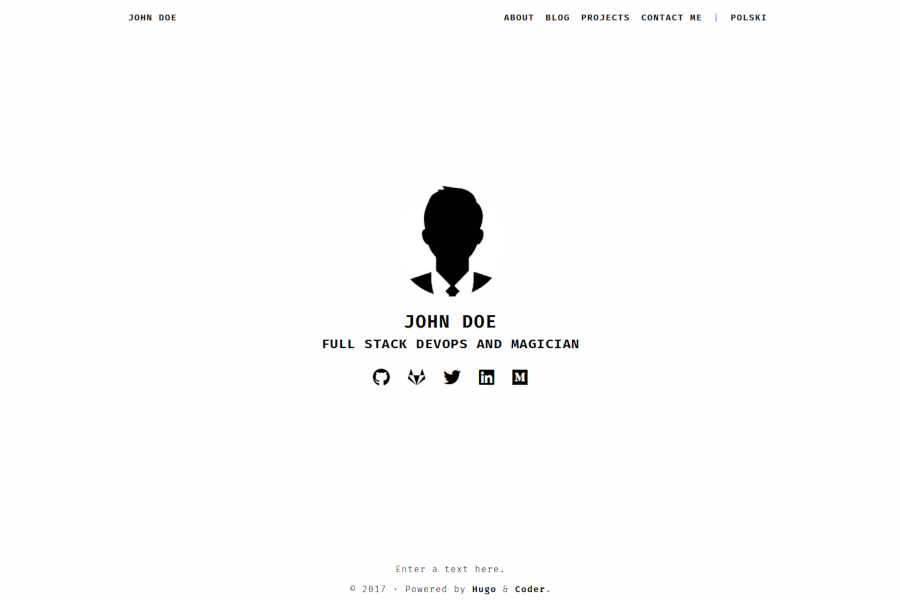 JOHN DOE
ABOUT BLOG PROJECTS CONTACT ME | POLSKI
JOHN DOE
FULL STACK DEVOPS AND MAGICIAN
in M
Enter a text here.
© 2017 · Powered by Hugo & Coder.